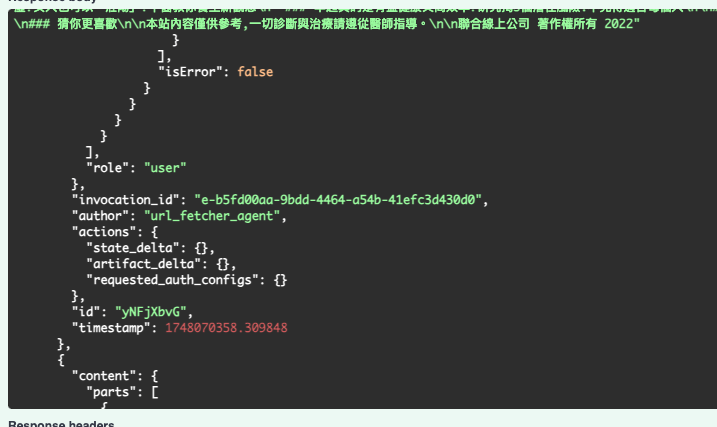 Response body
\n### 猜你更喜歡\n\n本站內容僅供參考,一切診斷與治療請遵從醫師指導。\n\n聯合線上公司 著作權所有 2022"
}
],
"isError": false
}
}
}
}
],
"role": "user"
},
"invocation_id": "e-b5fd00aa-9bdd-4464-a54b-41efc3d430d0",
"author": "url_fetcher_agent",
"actions": {
"state_delta": {},
"artifact_delta": {},
"requested_auth_configs": {}
},
"id": "yNFjXbvG",
"timestamp": 1748070358.309848
},
{
"content": {
"parts": [
{
Response headers